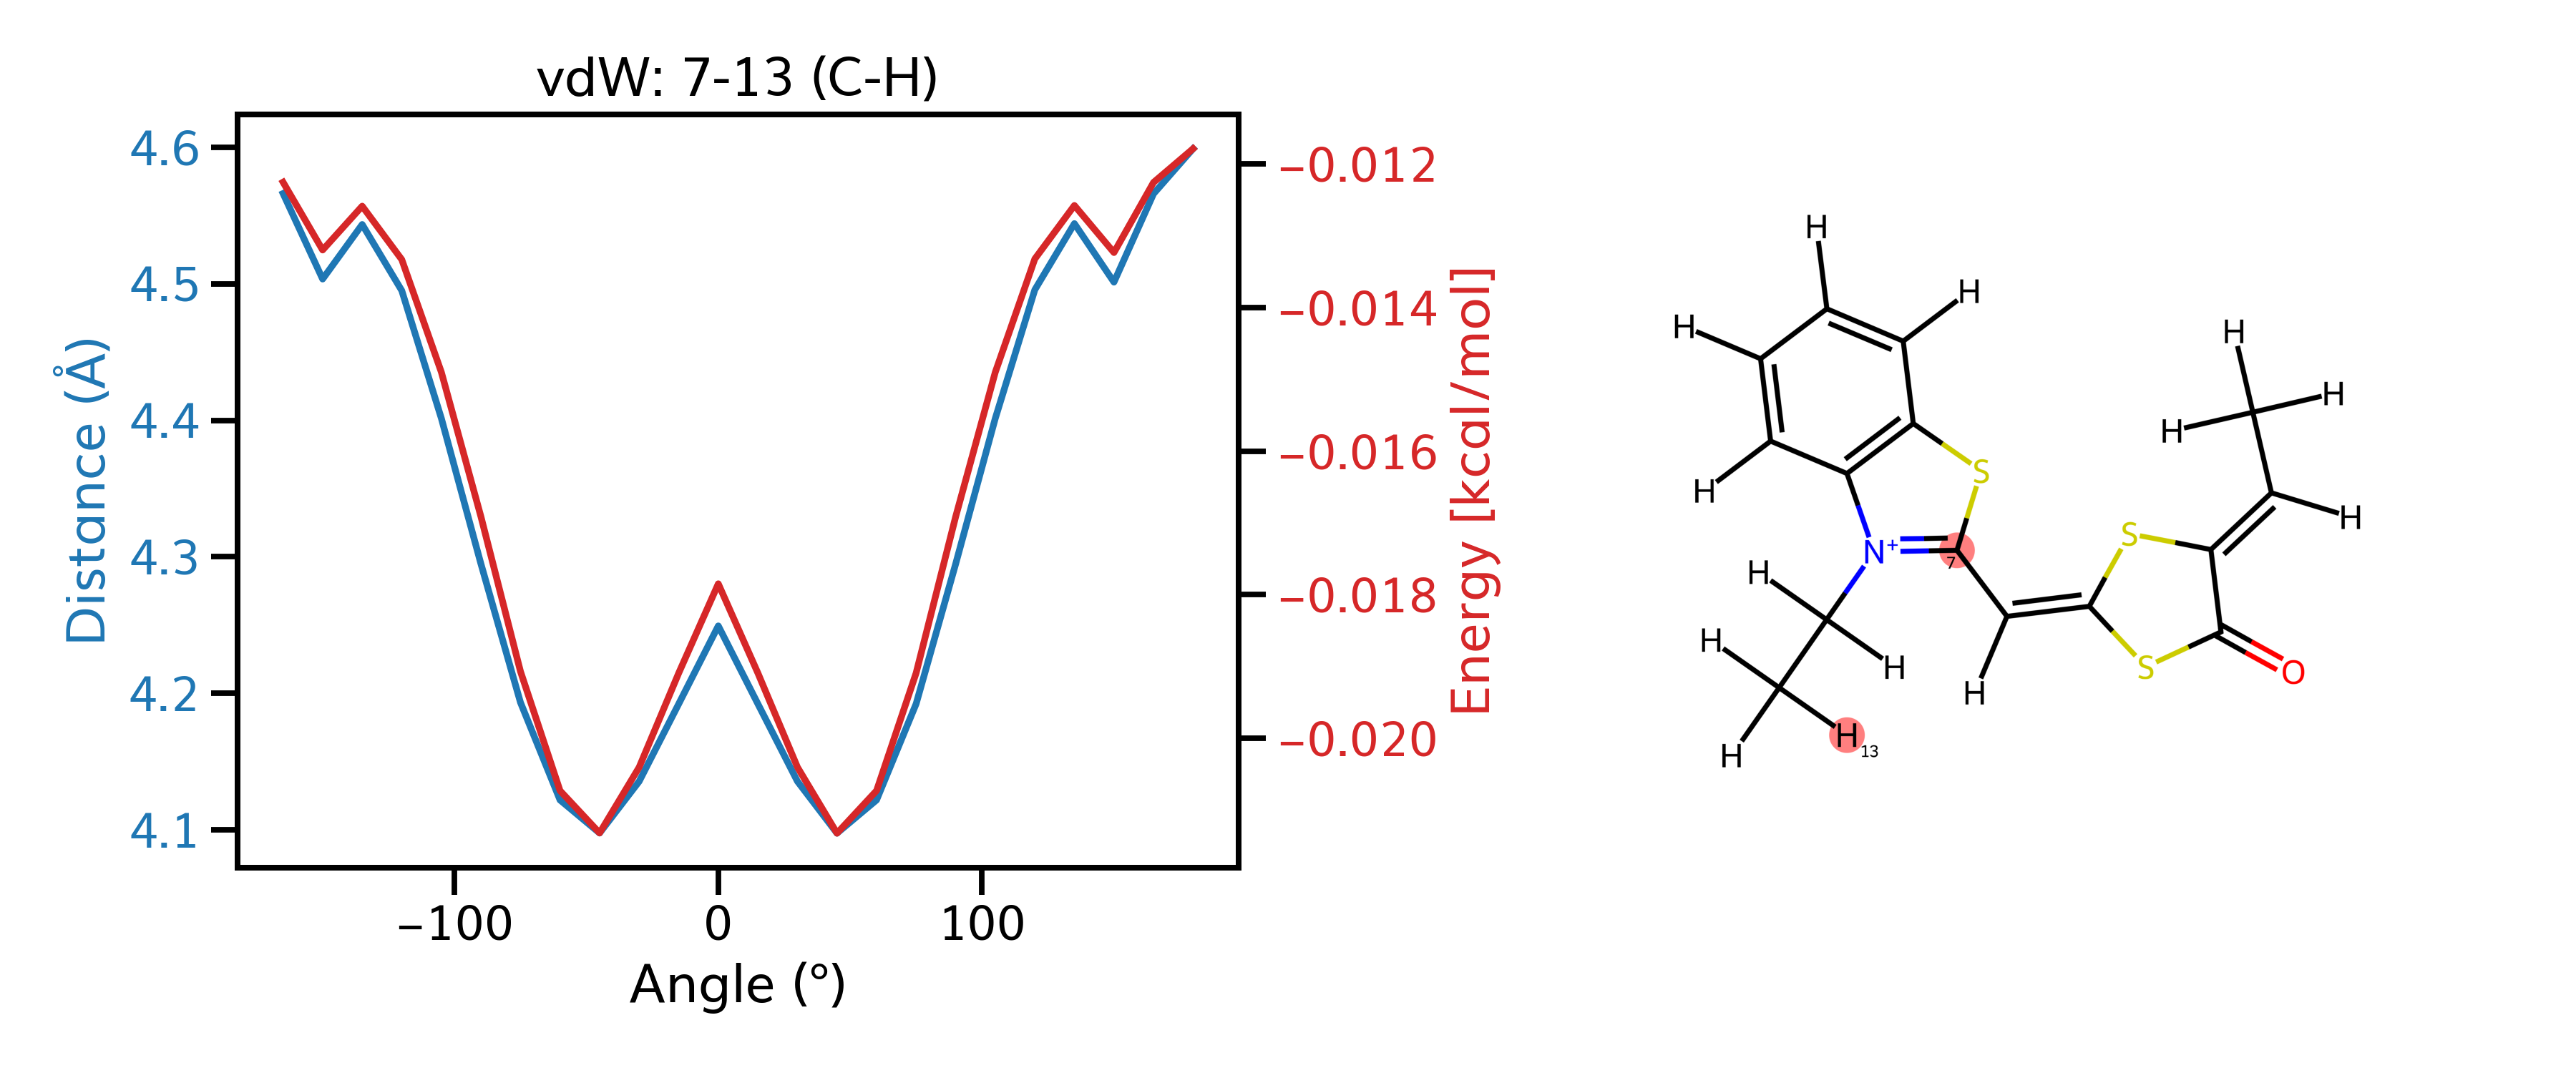 vdW: 7-13 (C-H)
4.6
4.5
4.4
4.3
4.2
4.1
Distance (Å)
−0.012
−0.014
−0.016
−0.018
−0.020
Energy [kcal/mol]
−100
0
100
Angle (°)
H
H
H
H
H
H
S
H
H
H
S
N⁺
7
H
H
H
S
O
H
H
13
H